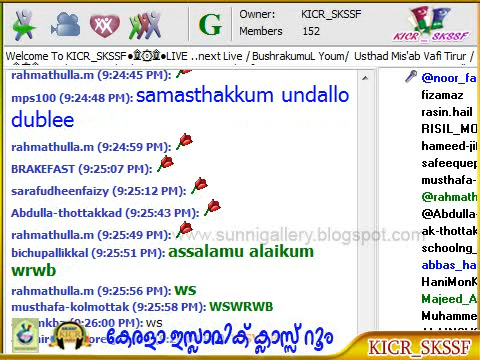 Owner: KICR_SKSSF
Members 152
G
KICR_SKSSF
Welcome To KICR_SSKF●۩۞۩●LIVE ..next Live / BushrakumuL Youm/ Usthad Mis'ab Vafi Tirur /
rahmathulla.m (9:24:45 PM):
mps100 (9:24:48 PM): samasthakkum undallo
dublee
rahmathulla.m (9:24:59 PM):
BRAKEFAST (9:25:07 PM):
sarafudheenfaizy (9:25:12 PM):
Abdulla-thottakkad (9:25:43 PM):
rahmathulla.m (9:25:49 PM):
www.sunnigallery.blogspot.com
bichupallikkal (9:25:51 PM): assalamu alaikum
wrwb
rahmathulla.m (9:25:56 PM): ws
musthafa-kolmottak (9:25:58 PM): WSWRWB
(9:26:00 PM): ws
@noor_fa
fizamaz
rasin.hail
RISIL_MO
hameed-jil
safeequep
musthafa-
@rahmath
@Abdulla-
ak-thottak
schoolng_
abbas_ha
HaniMonK
Majeed_A
Muhamme
കേരളാ ഇസ്ലാമിക് ക്ലാസ്സ് റൂം
KICR_SKSSF